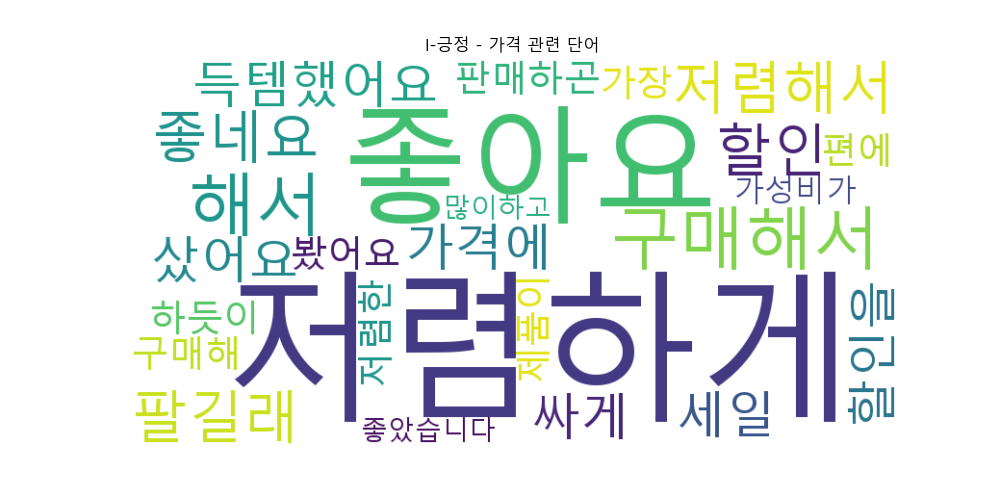 I-긍정 - 가격 관련 단어
득템했어요
판매하곤
가장
저렴해서
좋네요
좋아요
할인
편에
해서
많이하고
가성비가
구매해서
샀어요
봤어요
가격에
저렴하게
하듯이
저렴한
제품이
할인을
구매해
팔길래
좋았습니다
싸게
세일